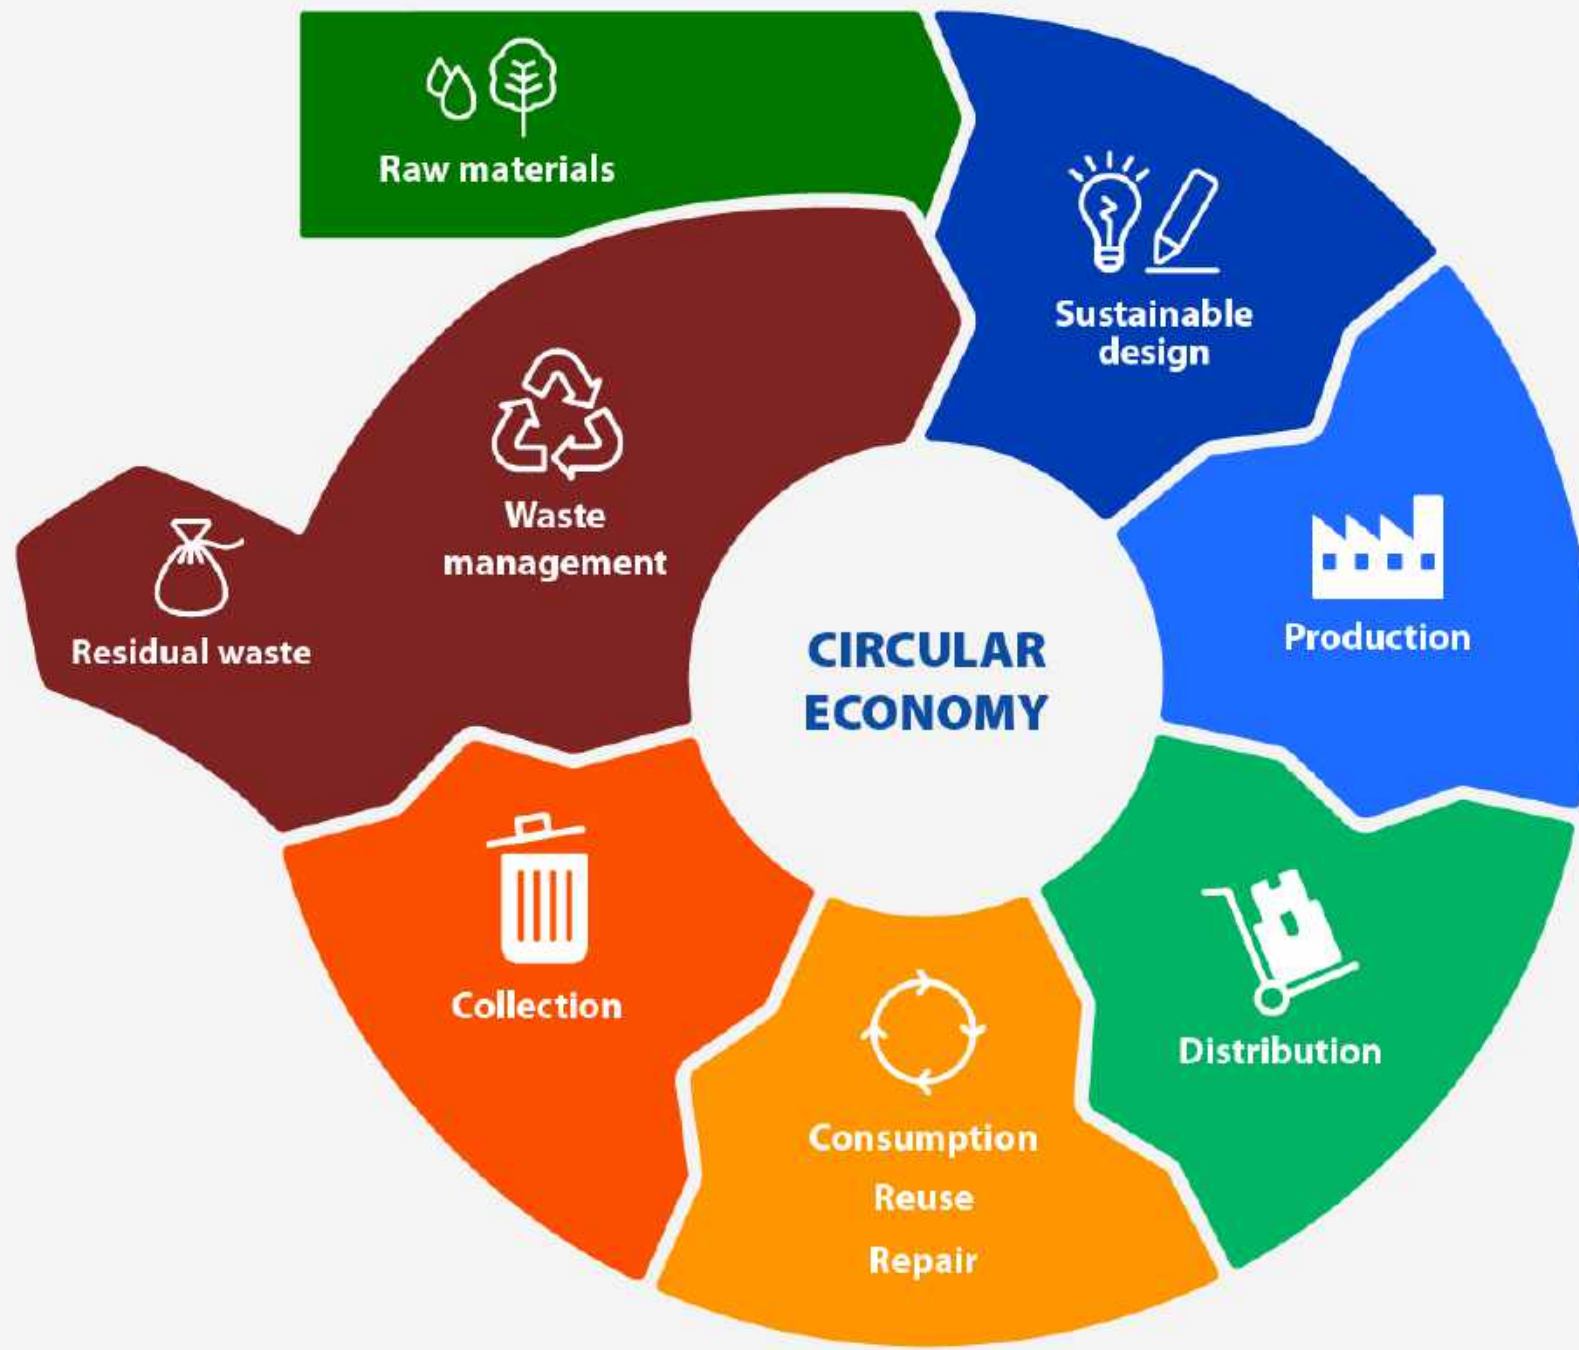 Raw materials
Sustainable
design
Production
Distribution
Consumption
Reuse
Repair
Collection
Waste
management
Residual waste
CIRCULAR
ECONOMY